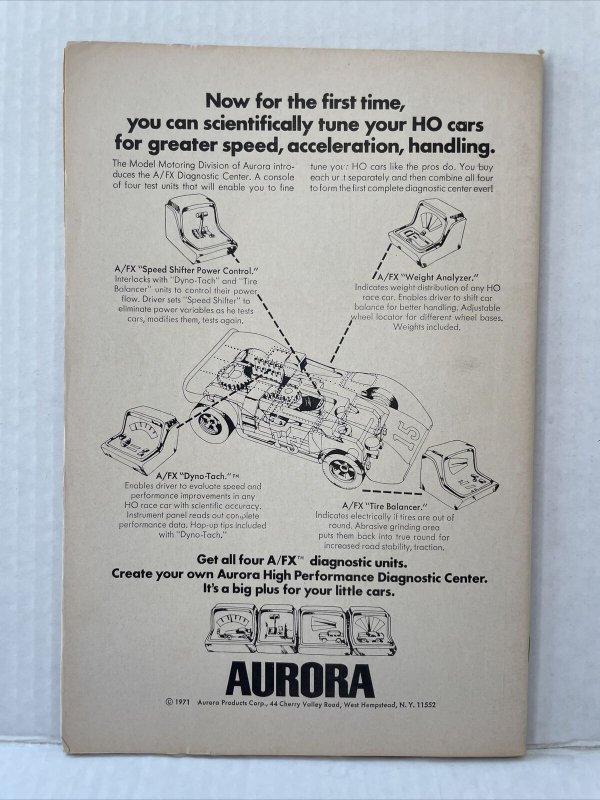 Now for the first time,
you can scientifically tune your HO cars
for greater speed, acceleration, handling.
The Model Motoring Division of Aurora intro-
duces the A/FX Diagnostic Center. A console
of four test units that will enable you to fine
tune your HO cars like the pros do. You buy
each ur t separately and then combine all four
to form the first complete diagnostic center ever!
A/FX "Speed Shifter Power Control."
Interlocks with "Dyno-Tach" and "Tire
Balancer" units to control their power
flow. Driver sets "Speed Shifter" to
eliminate power variables as he tests
cars, modifies them, tests again.
A/FX "Weight Analyzer."
Indicates weight distribution of any HO
race car. Enables driver to shift car
balance for better handling. Adjustable
wheel locator for different wheel bases.
Weights included.
15
A/FX "Dyno-Tach."™
Enables driver to evaluate speed and
performance improvements in any
HO race car with scientific accuracy.
Instrument panel reads out complete
performance data. Hop-up tips included
with "Dyno-Tach."
A/FX "Tire Balancer."
Indicates electrically if tires are out of
round. Abrasive grinding area
puts them back into true round for
increased road stability, traction.
Get all four A/FX™ diagnostic units.
Create your own Aurora High Performance Diagnostic Center.
It's a big plus for your little cars.
AURORA
© 1971 Aurora Products Corp., 44 Cherry Valley Road, West Hempstead, N. Y. 11552